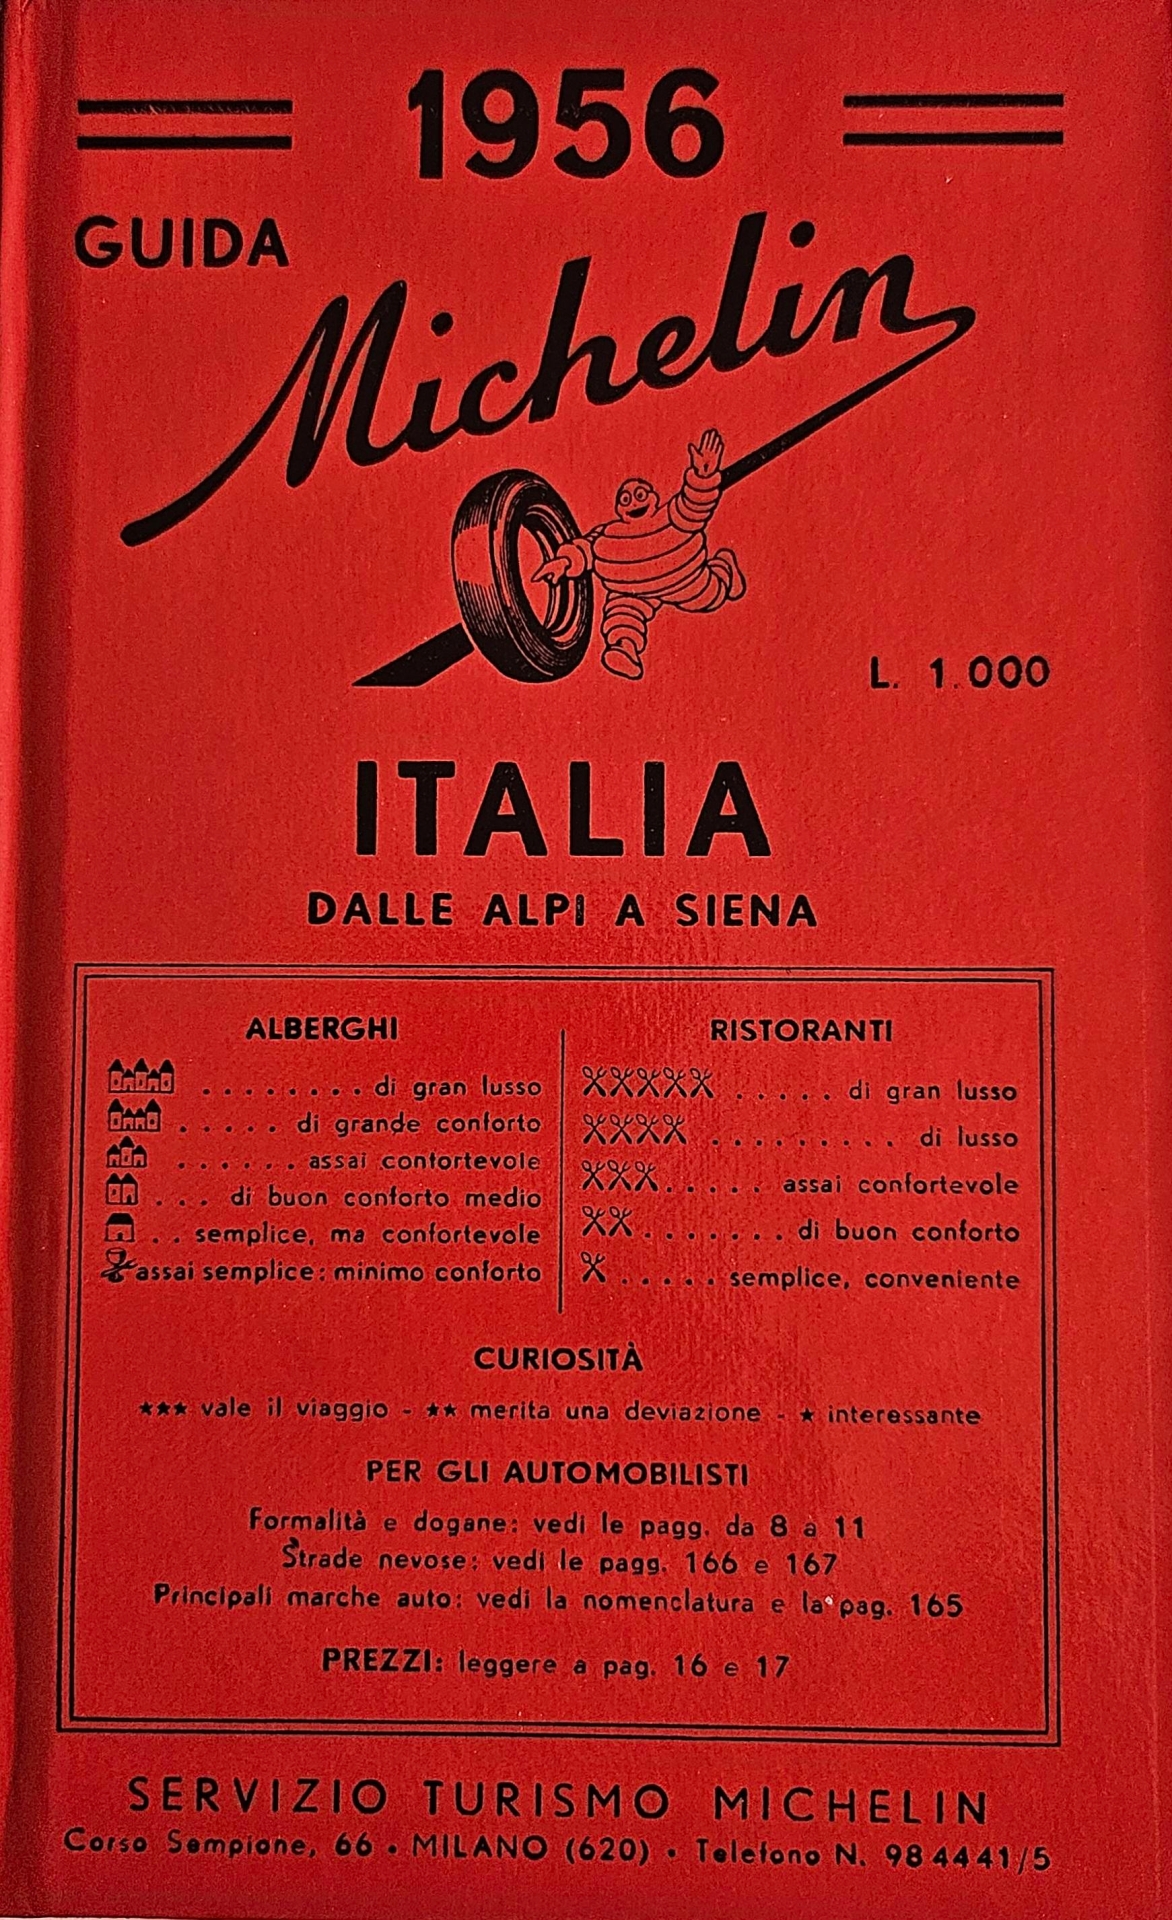 1956
GUIDA
Michelin
L. 1.000
ITALIA
DALLE ALPI A SIENA
ALBERGHI
. . . . . . . . di gran lusso
. . . . . di grande conforto
. . . . . . . assai confortevole
. . . di buon conforto medio
. . semplice, ma confortevole
assai semplice: minimo conforto
RISTORANTI
. . . . . di gran lusso
. . . . . . . . . di lusso
. . . . . assai confortevole
. . . . . . . di buon conforto
. . . . . semplice, conveniente
CURIOSITÀ
★★★ vale il viaggio - ★★ merita una deviazione - ★ interessante
PER GLI AUTOMOBILISTI
Formalità e dogane: vedi le pagg. da 8 a 11
Strade nevose: vedi le pagg. 166 e 167
Principali marche auto: vedi la nomenclatura e la pag. 165
PREZZI: leggere a pag. 16 e 17
SERVIZIO TURISMO MICHELIN
Corso Sempione, 66 • MILANO (620) • Telefono N. 98 44 41/5